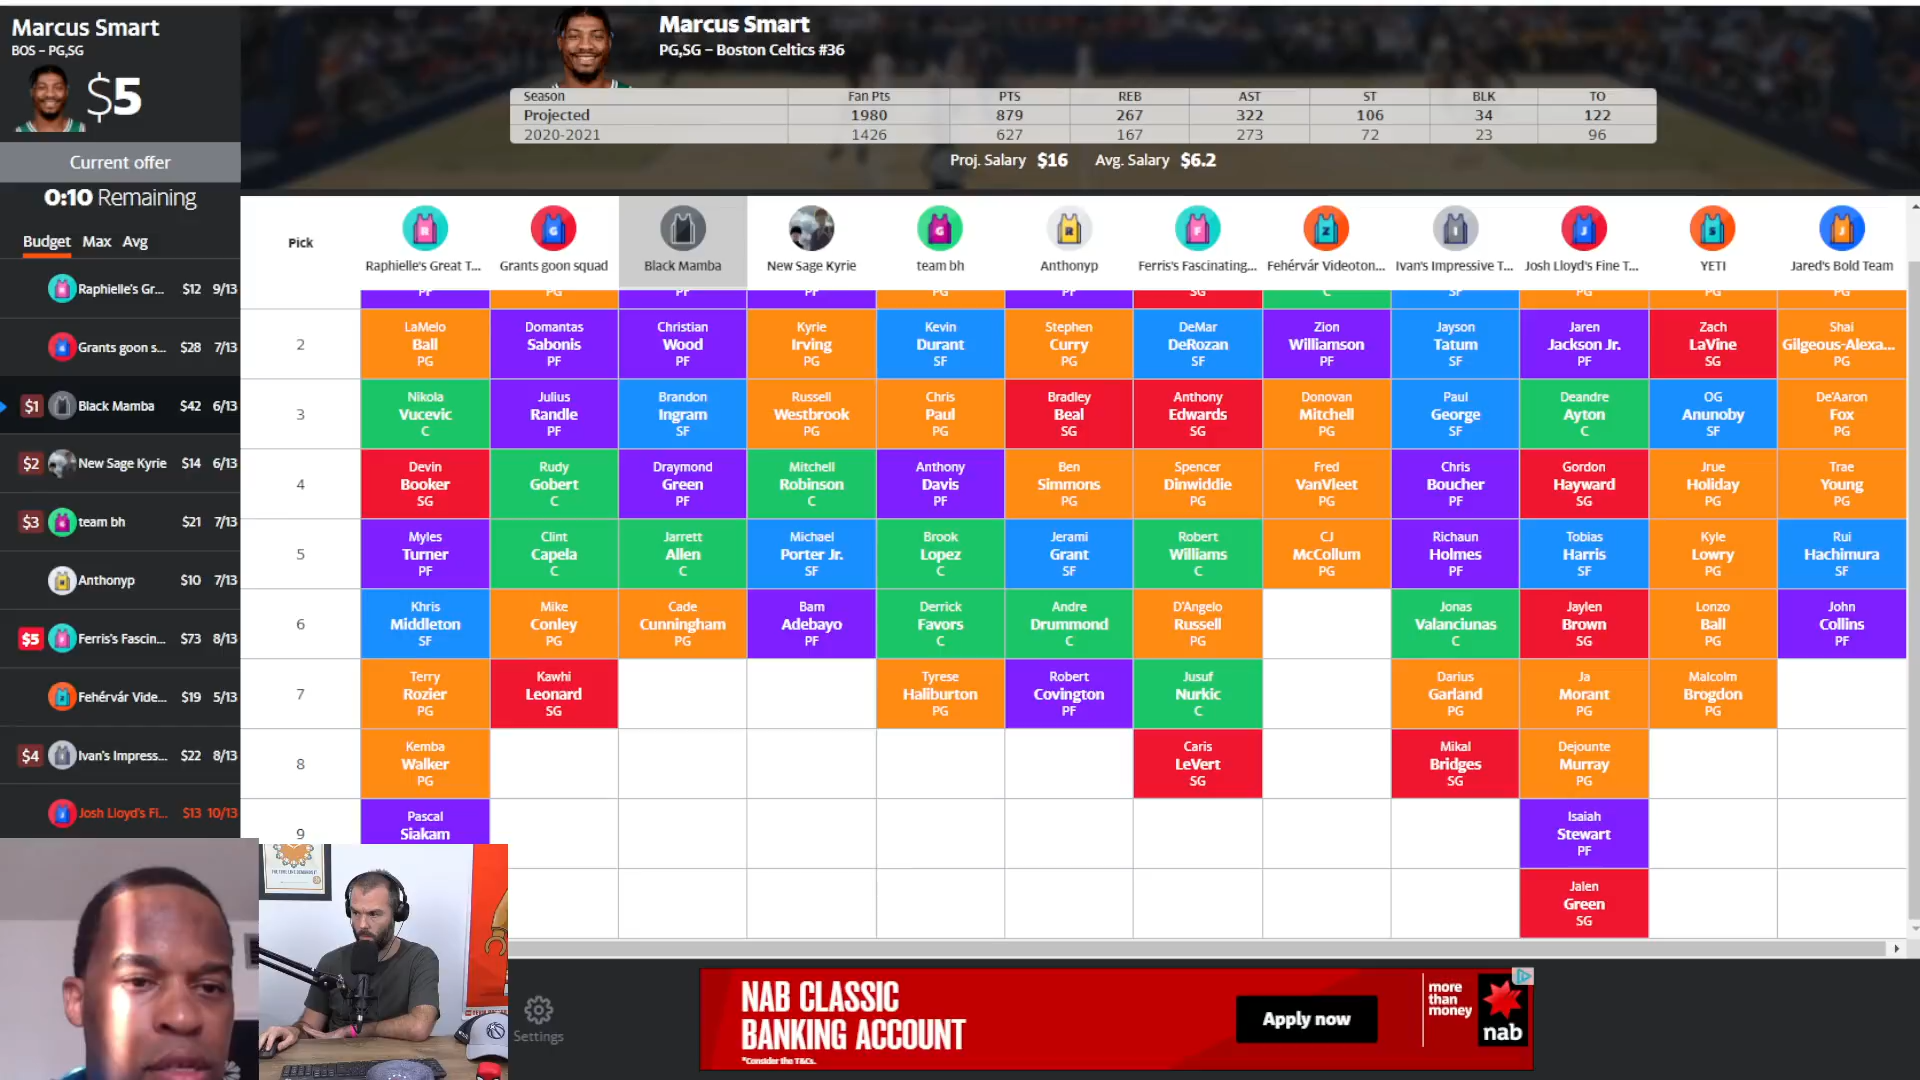 Marcus Smart
BOS – PG,SG
$5
Current offer
0:10 Remaining
Budget Max Avg
Raphielle's Gr... $12 9/13
Grants goon s... $28 7/13
$1 Black Mamba $42 6/13
$2 New Sage Kyrie $14 6/13
$3 team bh $21 7/13
Anthonyp $10 7/13
$5 Ferris's Fascin... $73 8/13
Fehérvár Vide... $19 5/13
$4 Ivan's Impress... $22 8/13
Josh Lloyd's Fi... $13 10/13
Marcus Smart
PG,SG – Boston Celtics #36
Season Fan Pts PTS REB AST ST BLK TO
Projected 1980 879 267 322 106 34 122
2020-2021 1426 627 167 273 72 23 96
Proj. Salary $16 Avg. Salary $6.2
Pick Raphielle's Great T... Grants goon squad Black Mamba New Sage Kyrie team bh Anthonyp Ferris's Fascinating... Fehérvár Videoton... Ivan's Impressive T... Josh Lloyd's Fine T... YETI Jared's Bold Team
PF PG PF PF PG PF SG C SF PG PG PG
LaMelo Domantas Christian Kyrie Kevin Stephen DeMar Zion Jayson Jaren Zach Shai
2 Ball Sabonis Wood Irving Durant Curry DeRozan Williamson Tatum Jackson Jr. LaVine Gilgeous-Alexa...
PG PF PF PG SF PG SF PF SF PF SG PG
Nikola Julius Brandon Russell Chris Bradley Anthony Donovan Paul Deandre OG De'Aaron
3 Vucevic Randle Ingram Westbrook Paul Beal Edwards Mitchell George Ayton Anunoby Fox
C PF SF PG PG SG SG PG SF C SF PG
Devin Rudy Draymond Mitchell Anthony Ben Spencer Fred Chris Gordon Jrue Trae
4 Booker Gobert Green Robinson Davis Simmons Dinwiddie VanVleet Boucher Hayward Holiday Young
SG C PF C PF PG PG PG PF SG PG PG
Myles Clint Jarrett Michael Brook Jerami Robert CJ Richaun Tobias Kyle Rui
5 Turner Capela Allen Porter Jr. Lopez Grant Williams McCollum Holmes Harris Lowry Hachimura
PF C C SF C SF C PG PF SF PG SF
Khris Mike Cade Bam Derrick Andre D'Angelo Jonas Jaylen Lonzo John
6 Middleton Conley Cunningham Adebayo Favors Drummond Russell Valanciunas Brown Ball Collins
SF PG PG PF C C PG C SG PG PF
Terry Kawhi Tyrese Robert Jusuf Darius Ja Malcolm
7 Rozier Leonard Haliburton Covington Nurkic Garland Morant Brogdon
PG SG PG PF C PG PG PG
Kemba Caris Mikal Dejounte
8 Walker LeVert Bridges Murray
PG SG SG PG
Pascal Isaiah
9 Siakam Stewart
PF
Jalen
Green
SG
Settings
NAB CLASSIC
BANKING ACCOUNT
*Consider the T&Cs.
Apply now
more
than
money
nab